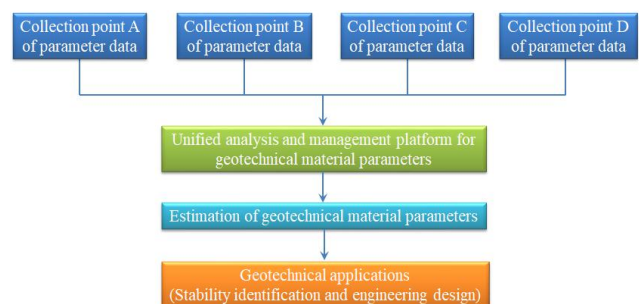 Collection point A
of parameter data
Collection point B
of parameter data
Collection point C
of parameter data
Collection point D
of parameter data
Unified analysis and management platform for
geotechnical material parameters
Estimation of geotechnical material parameters
Geotechnical applications
(Stability identification and engineering design)